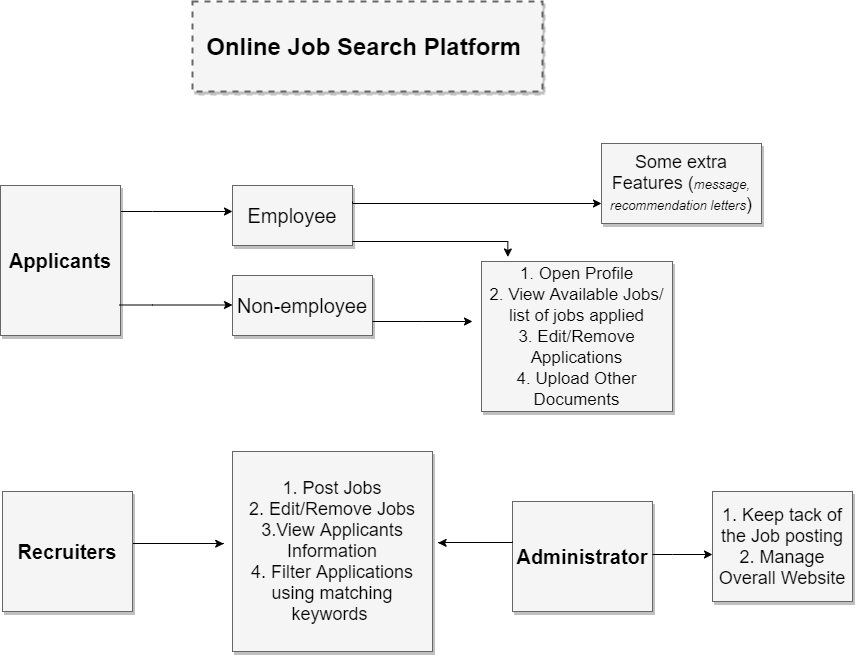 Online Job Search Platform
Some extra
Features (message,
recommendation letters)
Employee
Applicants
Non-employee
1. Open Profile
2. View Available Jobs/
list of jobs applied
3. Edit/Remove
Applications
4. Upload Other
Documents
1. Post Jobs
2. Edit/Remove Jobs
3.View Applicants
Information
4. Filter Applications
using matching
keywords
Recruiters
Administrator
1. Keep tack of
the Job posting
2. Manage
Overall Website